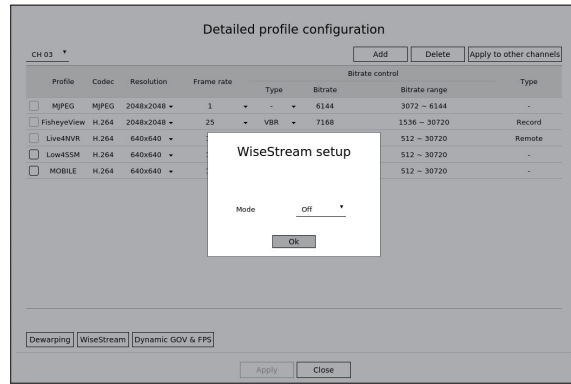 Detailed profile configuration
CH 03
Add Delete Apply to other channels
Profile Codec Resolution Frame rate Bitrate control Type
Type Bitrate Bitrate range
MJPEG MJPEG 2048x2048 1 - 6144 3072 ~ 6144 -
FisheyeView H.264 2048x2048 25 VBR 7168 1536 ~ 30720 Record
Live4NVR H.264 640x640 512 ~ 30720 Remote
Low4SSM H.264 640x640 512 ~ 30720 -
MOBILE H.264 640x640 512 ~ 30720 -
WiseStream setup
Mode Off
Ok
Dewarping WiseStream Dynamic GOV & FPS
Apply Close